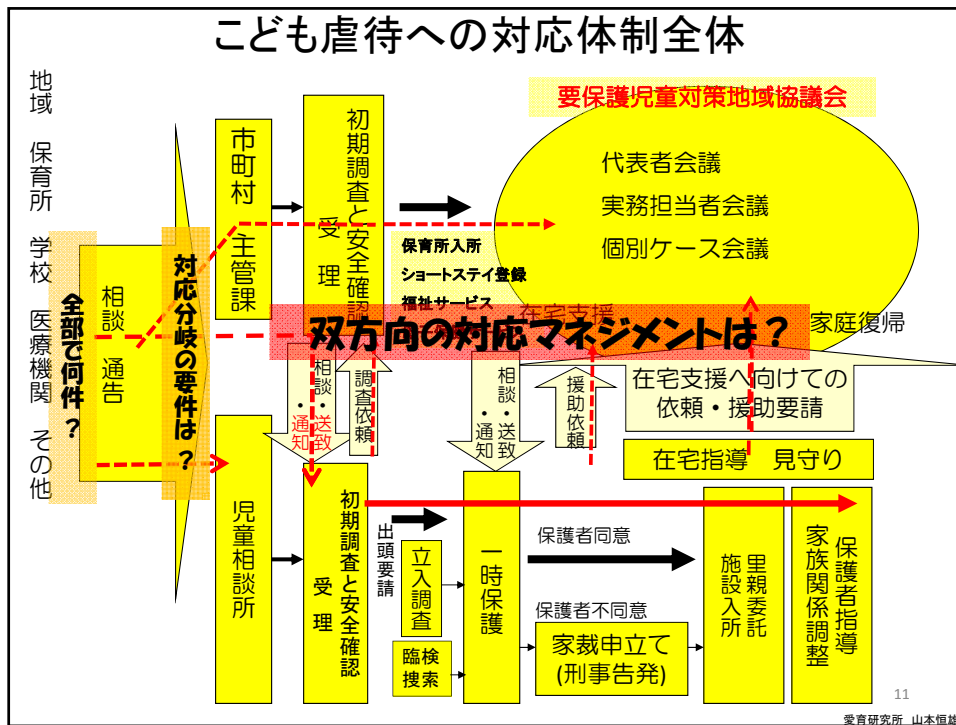 こども虐待への対応体制全体
地域 保育所 学校 医療機関 その他
全部で何件？
相談 通告
対応分岐の要件は？
市町村 主管課
初期調査と安全確認
受理
要保護児童対策地域協議会
代表者会議
実務担当者会議
個別ケース会議
保育所入所
ショートステイ登録
福祉サービス
在宅支援
双方向の対応マネジメントは？
家庭復帰
相談・送致
・通知
調査依頼
相談・送致
・通知
援助依頼
在宅支援へ向けての
依頼・援助要請
在宅指導 見守り
児童相談所
初期調査と安全確認
受理
出頭要請
立入調査
臨検
捜索
一時保護
保護者同意
保護者不同意
家裁申立て
(刑事告発)
里親委託
施設入所
保護者指導
家族関係調整
11
愛育研究所 山本恒雄